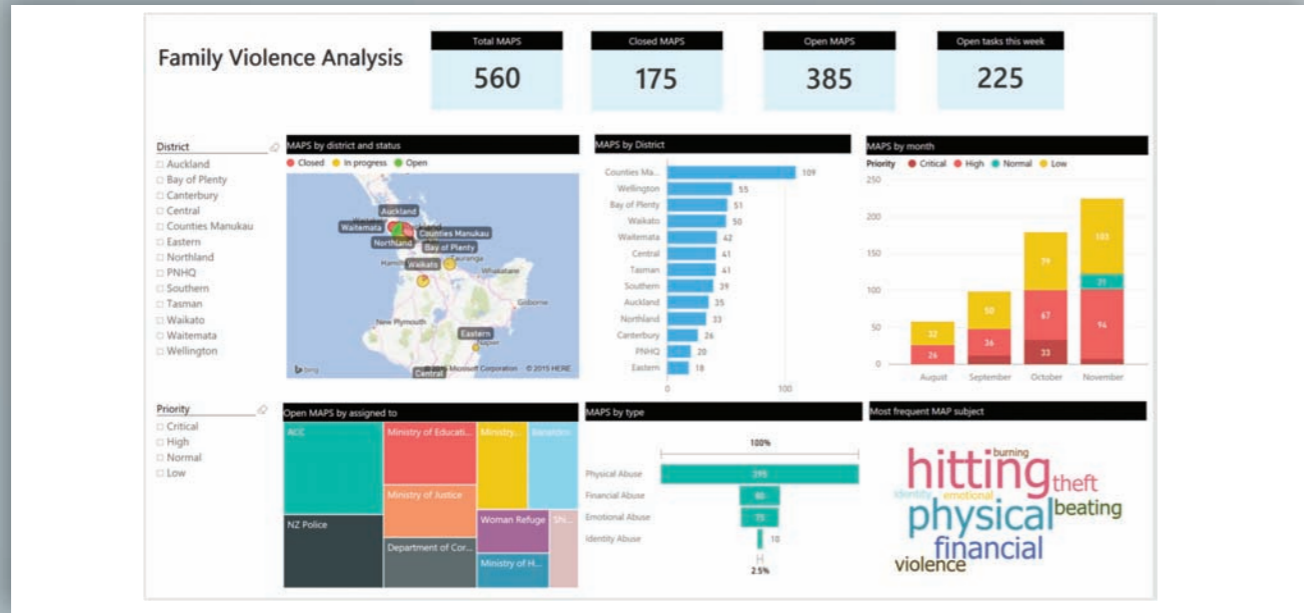 Family Violence Analysis
Total MAPS
560
Closed MAPS
175
Open MAPS
385
Open tasks this week
225
District
Auckland
Bay of Plenty
Canterbury
Central
Counties Manukau
Eastern
Northland
PNHQ
Southern
Tasman
Waikato
Waitemata
Wellington
MAPS by district and status
Closed In progress Open
Auckland
Waitemata
Counties Manukau
Northland
Bay of Plenty
Tauranga
Waikato
Whakatane
Gisborne
New Plymouth
Eastern
Napier
Central
bing
Microsoft Corporation © 2015 HERE
MAPS by District
Counties Ma... 109
Wellington 55
Bay of Plenty 51
Waikato 50
Waitemata 42
Central 41
Tasman 41
Southern 39
Auckland 35
Northland 33
Canterbury 26
PNHQ 20
Eastern 18
0 100
MAPS by month
Priority Critical High Normal Low
250
200
150
100
50
0
103
79
21
50
67
94
32
36
26
33
August September October November
Priority
Critical
High
Normal
Low
Open MAPS by assigned to
ACC
Ministry of Educati...
Ministry...
Ministry of Justice
NZ Police
Woman Refuge
SN...
Department of Cor...
Ministry of H...
MAPS by type
100%
Physical Abuse 395
Financial Abuse 80
Emotional Abuse 75
Identity Abuse 10
2.5%
Most frequent MAP subject
burning
hitting
theft
identity
emotional
physical
beating
financial
violence